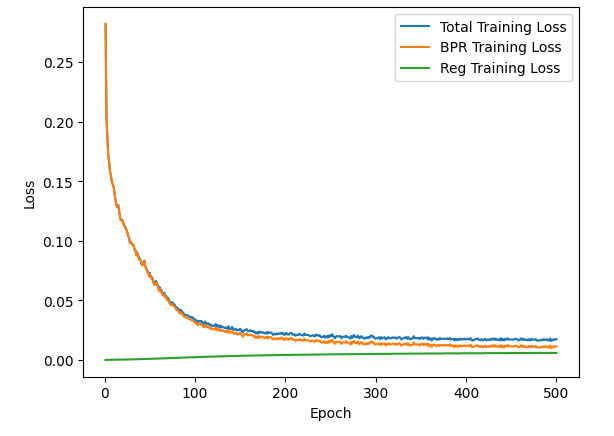 Total Training Loss
BPR Training Loss
Reg Training Loss
0.25
0.20
0.15
0.10
0.05
0.00
Loss
0 100 200 300 400 500
Epoch